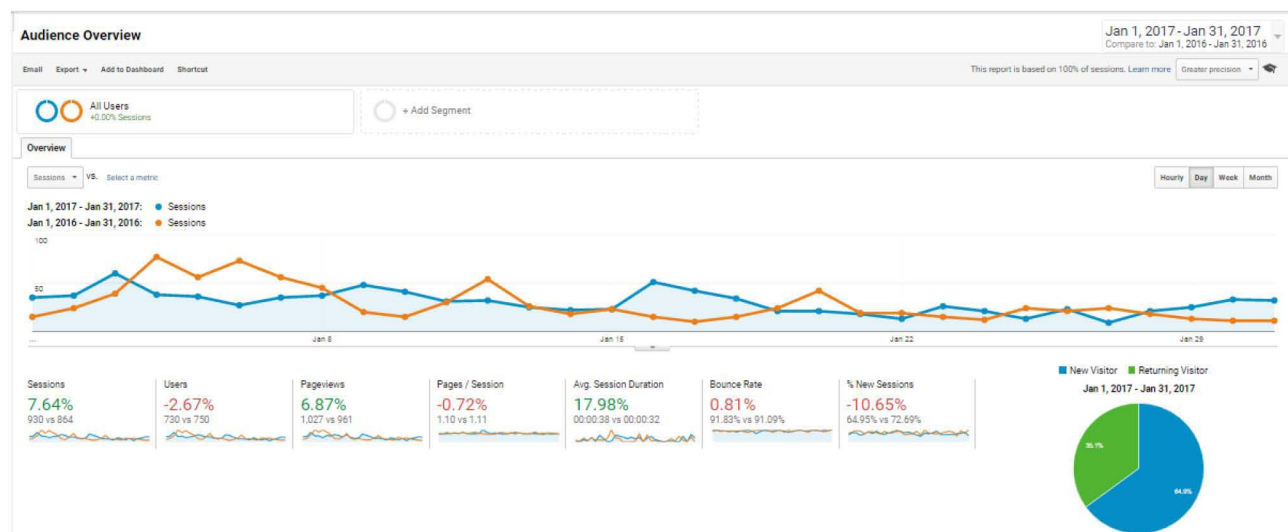 Audience Overview
Jan 1, 2017 - Jan 31, 2017
Compare to: Jan 1, 2016 - Jan 31, 2016
Email Export Add to Dashboard Shortcut
This report is based on 100% of sessions. Learn more Greater precision
All Users
+0.00% Sessions
+ Add Segment
Overview
Sessions VS. Select a metric
Hourly Day Week Month
Jan 1, 2017 - Jan 31, 2017: Sessions
Jan 1, 2016 - Jan 31, 2016: Sessions
100
50
... Jan 8 Jan 15 Jan 22 Jan 29
Sessions Users Pageviews Pages / Session Avg. Session Duration Bounce Rate % New Sessions
7.64% -2.67% 6.87% -0.72% 17.98% 0.81% -10.65%
930 vs 864 730 vs 750 1,027 vs 961 1.10 vs 1.11 00:00:38 vs 00:00:32 91.83% vs 91.09% 64.95% vs 72.69%
New Visitor Returning Visitor
Jan 1, 2017 - Jan 31, 2017
35.1%
64.9%